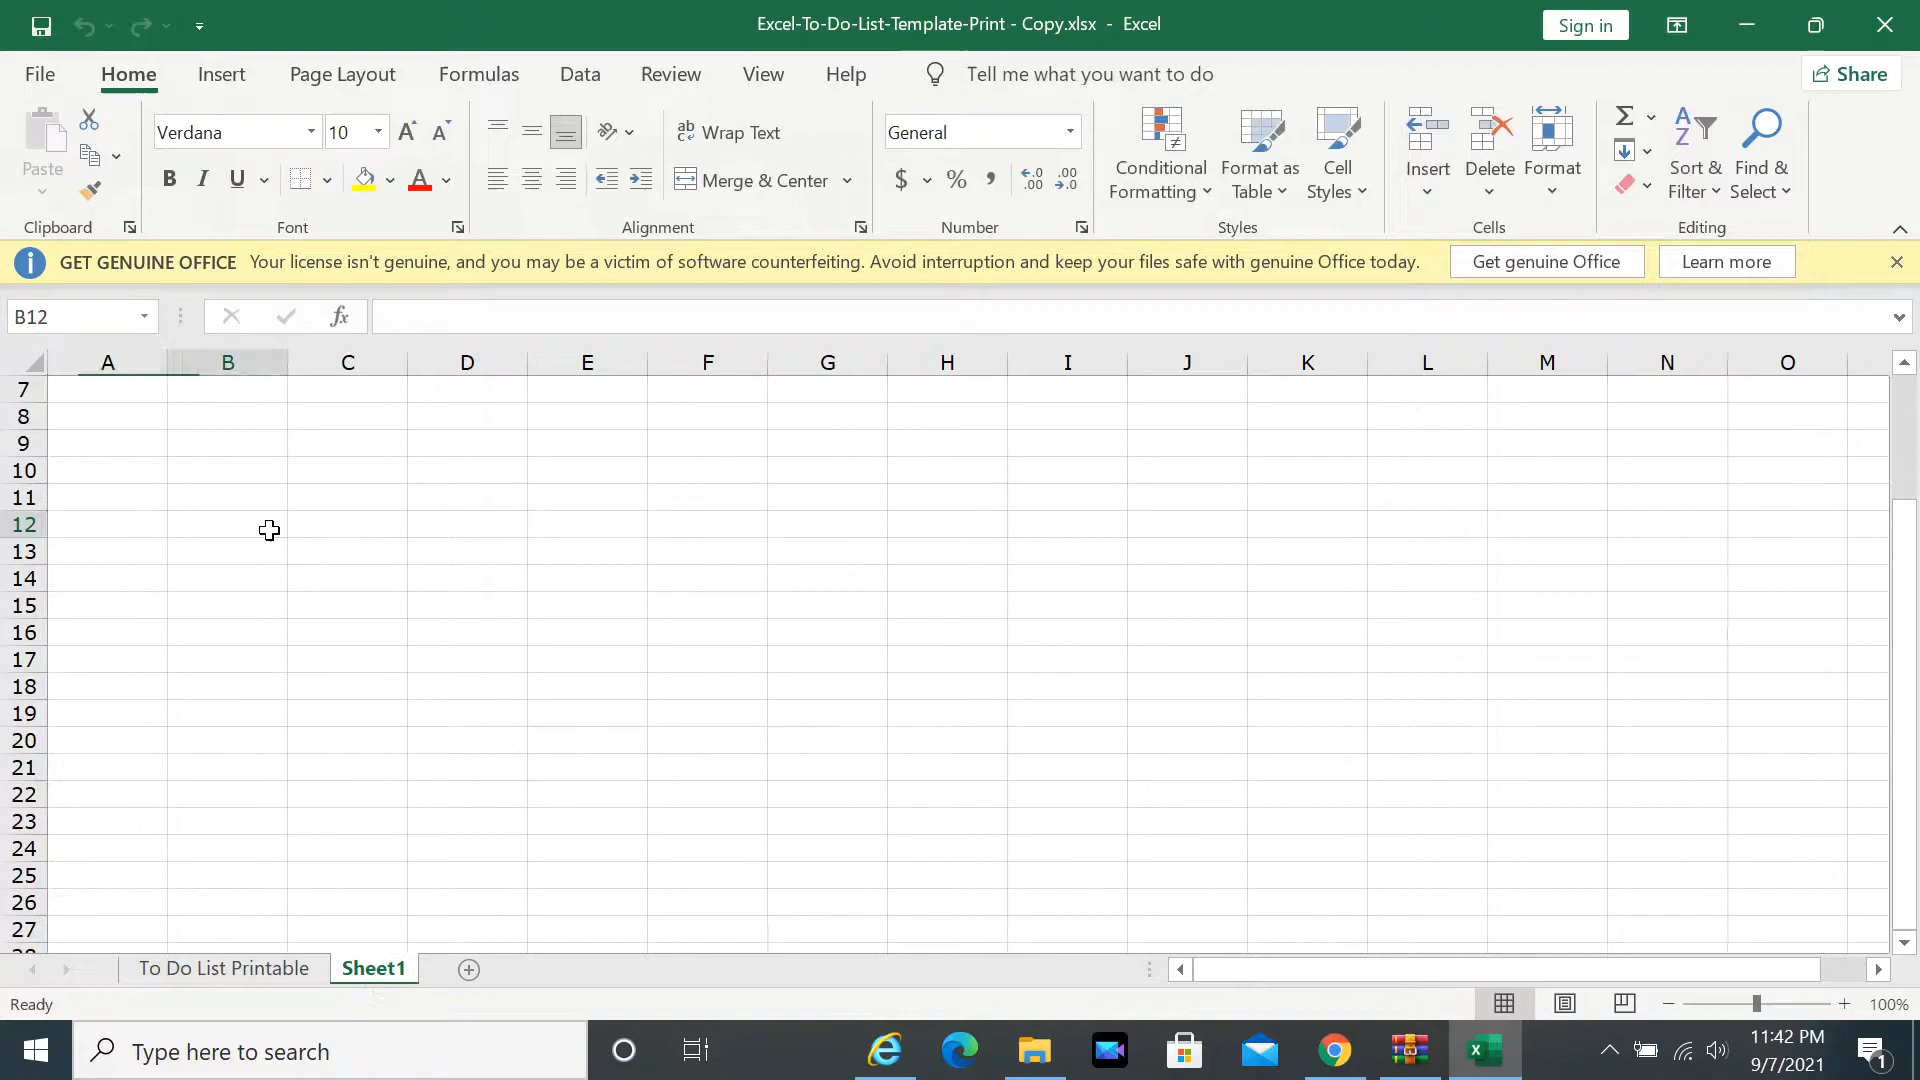 Excel-To-Do-List-Template-Print - Copy.xlsx - Excel
Sign in
File Home Insert Page Layout Formulas Data Review View Help Tell me what you want to do
Share
Paste
Clipboard
Verdana 10
B I U A
Font
Wrap Text
Merge & Center
Alignment
General
$ % ,
Number
Conditional Formatting
Format as Table
Cell Styles
Styles
Insert Delete Format
Cells
Sort & Filter
Find & Select
Editing
GET GENUINE OFFICE Your license isn't genuine, and you may be a victim of software counterfeiting. Avoid interruption and keep your files safe with genuine Office today.
Get genuine Office
Learn more
B12
fx
A B C D E F G H I J K L M N O
7
8
9
10
11
12
13
14
15
16
17
18
19
20
21
22
23
24
25
26
27
To Do List Printable Sheet1
Ready
100%
Type here to search
11:42 PM
9/7/2021
1